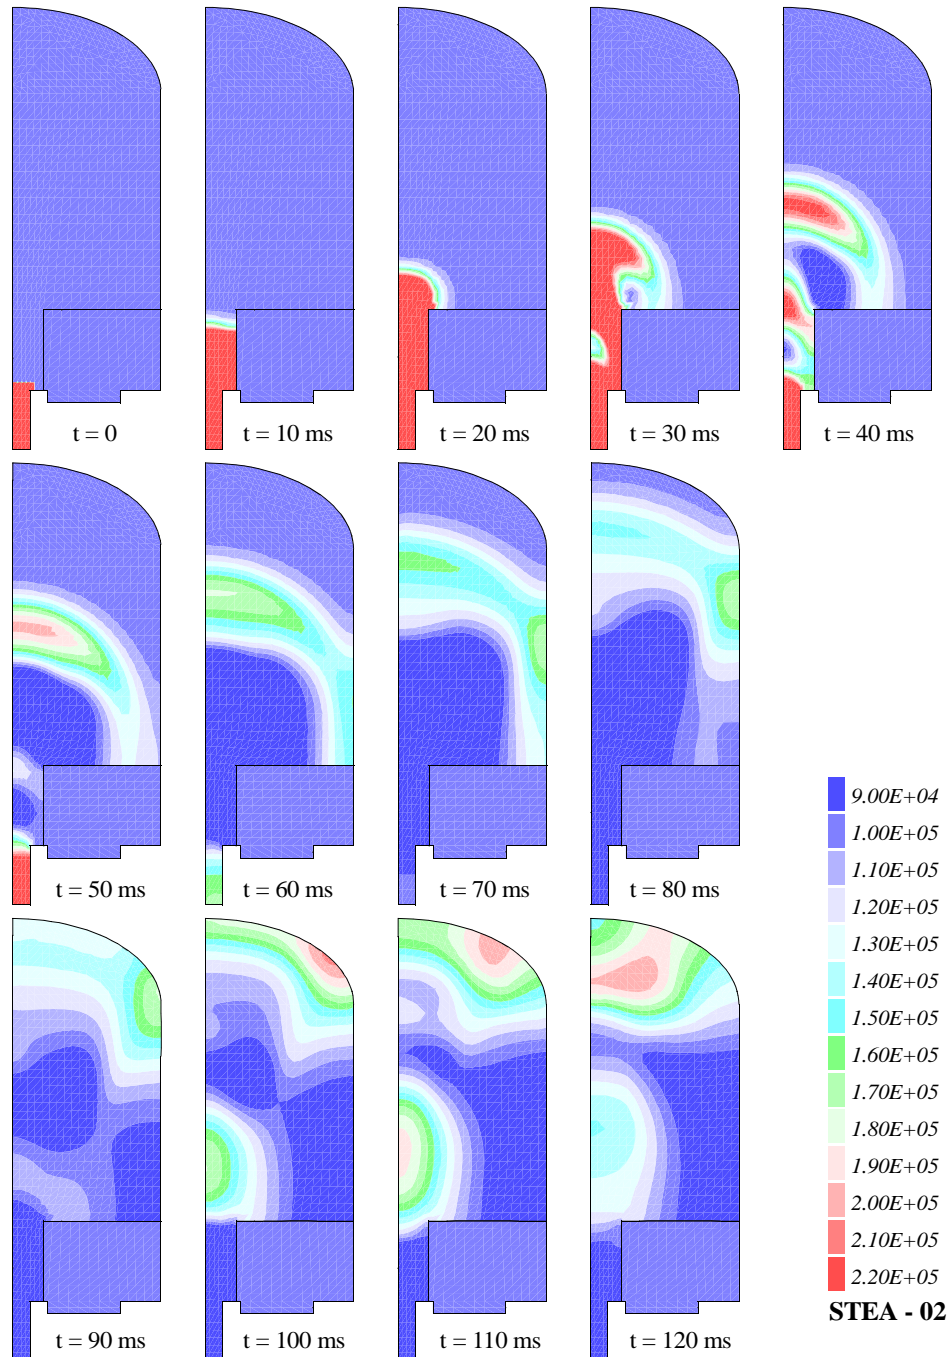 t = 0
t = 10 ms
t = 20 ms
t = 30 ms
t = 40 ms
t = 50 ms
t = 60 ms
t = 70 ms
t = 80 ms
9.00E+04
1.00E+05
1.10E+05
1.20E+05
1.30E+05
1.40E+05
1.50E+05
1.60E+05
1.70E+05
1.80E+05
1.90E+05
2.00E+05
2.10E+05
2.20E+05
STEA - 02
t = 90 ms
t = 100 ms
t = 110 ms
t = 120 ms